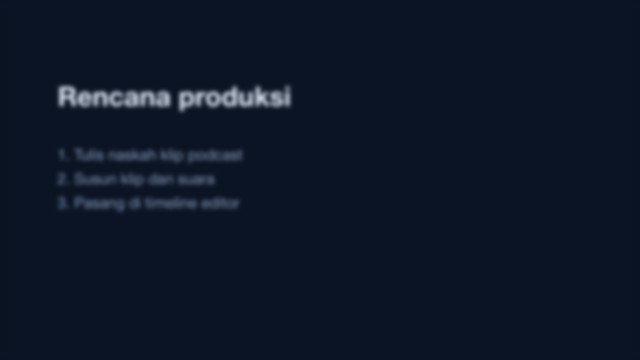 Rencana produksi
1. Tulis naskah klip podcast
2. Susun klip dan suara
3. Pasang di timeline editor